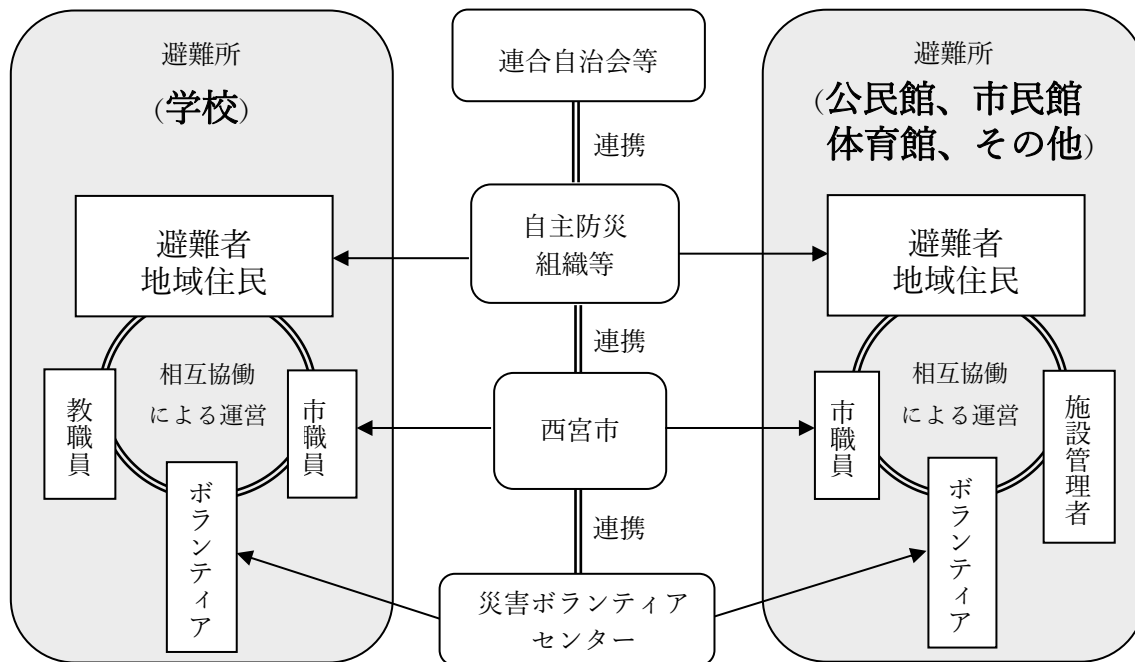 避難所
(学校)
避難者
地域住民
相互協働
による運営
教職員
市職員
ボランティア
連合自治会等
連携
自主防災
組織等
連携
西宮市
連携
災害ボランティア
センター
避難所
(公民館、市民館
体育館、その他)
避難者
地域住民
相互協働
による運営
市職員
施設管理者
ボランティア